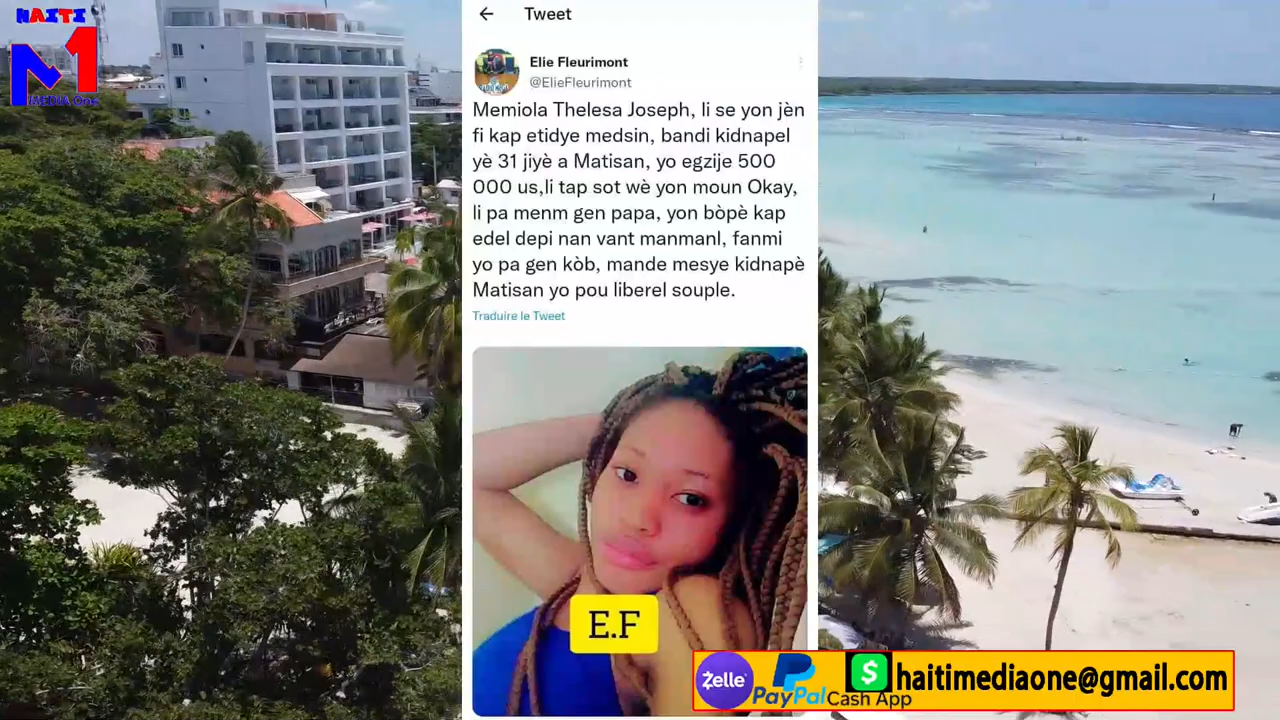 HAITI
M1
MEDIA One
Tweet
Elie Fleurimont
@ElieFleurimont
Memiola Thelesa Joseph, li se yon jèn
fi kap etidye medsin, bandi kidnapel
yè 31 jiyè a Matisan, yo egzije 500
000 us,li tap sot wè yon moun Okay,
li pa menm gen papa, yon bòpè kap
edel depi nan vant manmanl, fanmi
yo pa gen kòb, mande mesye kidnapè
Matisan yo pou liberel souple.
Traduire le Tweet
E.F
Zelle
PayPal
$
Cash App
haitimediaone@gmail.com